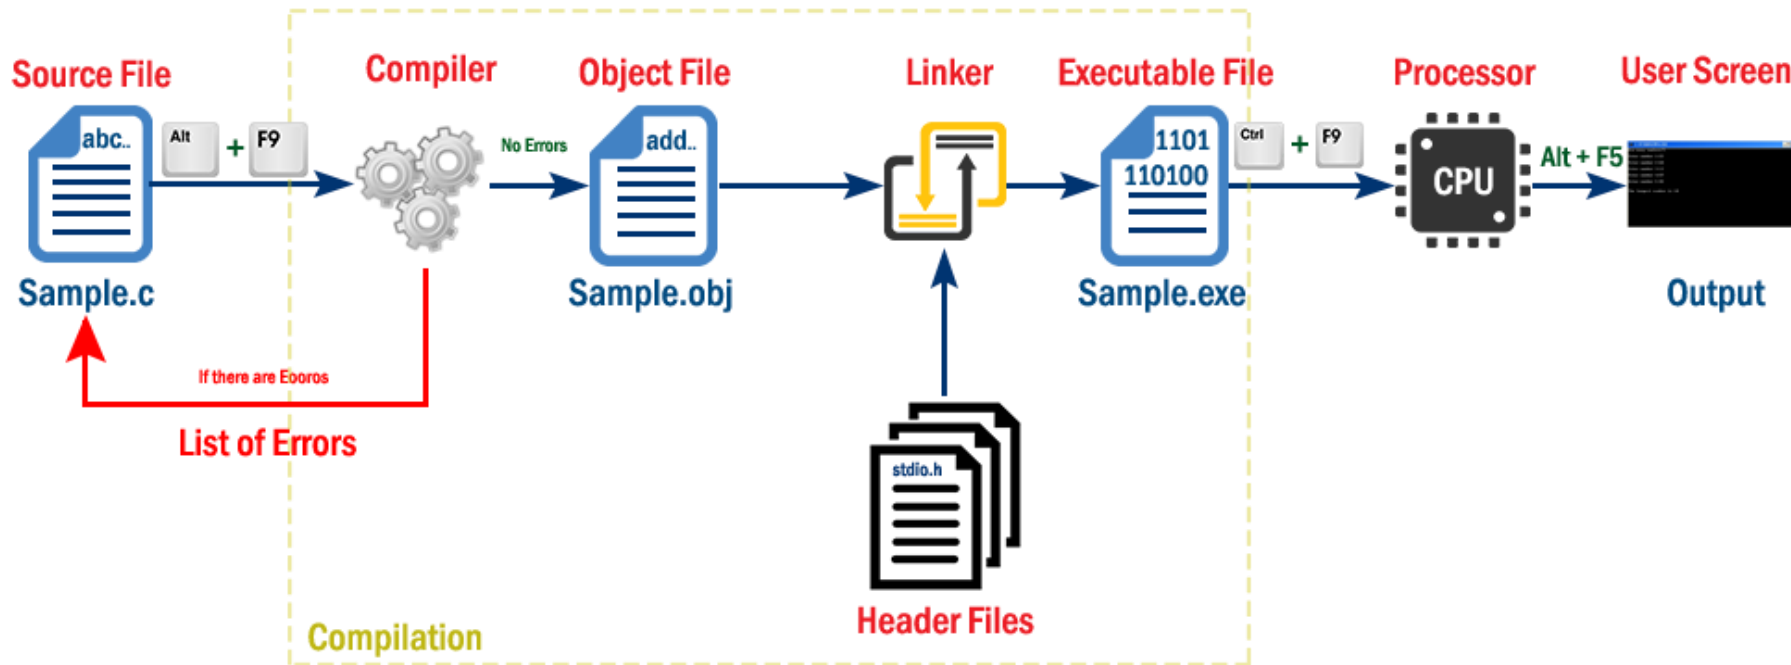 Source File
Compiler
Object File
Linker
Executable File
Processor
User Screen
abc..
Alt
+
F9
No Errors
add..
1101
110100
Ctrl
+
F9
CPU
Alt + F5
Sample.c
Sample.obj
Sample.exe
Output
If there are Eooros
List of Errors
stdio.h
Header Files
Compilation